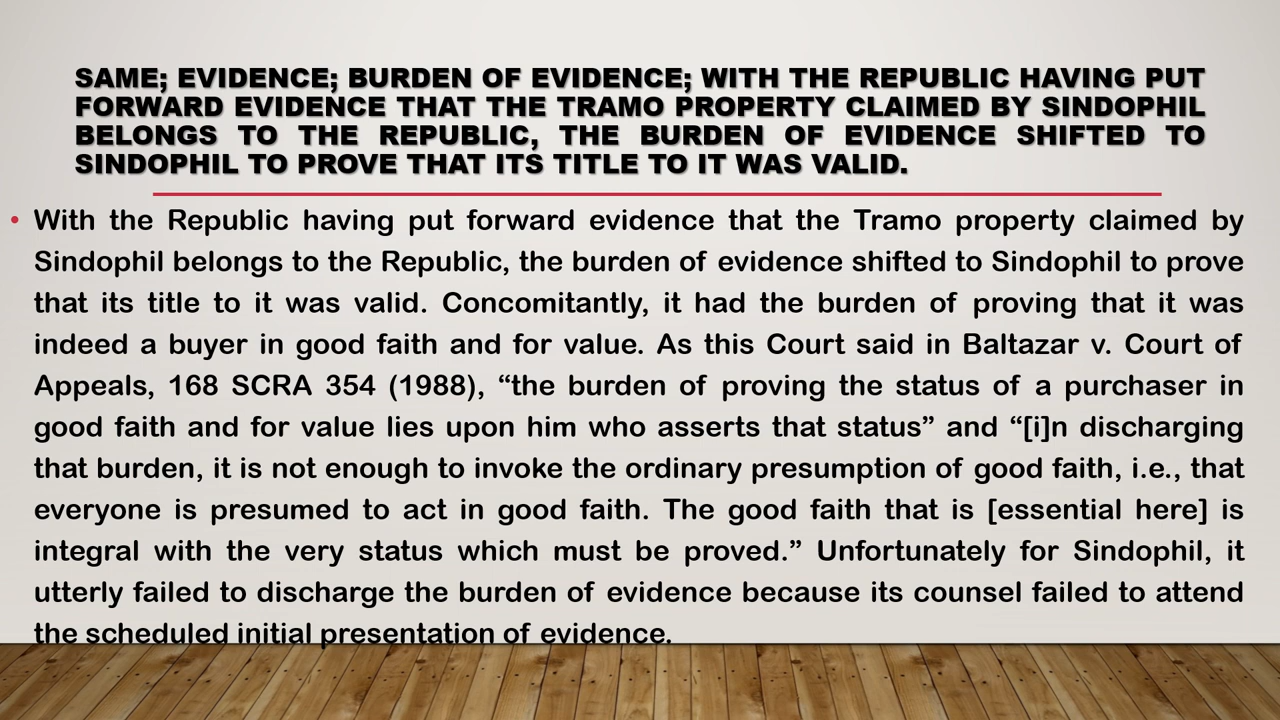 SAME; EVIDENCE; BURDEN OF EVIDENCE; WITH THE REPUBLIC HAVING PUT
FORWARD EVIDENCE THAT THE TRAMO PROPERTY CLAIMED BY SINDOPHIL
BELONGS TO THE REPUBLIC, THE BURDEN OF EVIDENCE SHIFTED TO
SINDOPHIL TO PROVE THAT ITS TITLE TO IT WAS VALID.
• With the Republic having put forward evidence that the Tramo property claimed by
Sindophil belongs to the Republic, the burden of evidence shifted to Sindophil to prove
that its title to it was valid. Concomitantly, it had the burden of proving that it was
indeed a buyer in good faith and for value. As this Court said in Baltazar v. Court of
Appeals, 168 SCRA 354 (1988), “the burden of proving the status of a purchaser in
good faith and for value lies upon him who asserts that status” and “[i]n discharging
that burden, it is not enough to invoke the ordinary presumption of good faith, i.e., that
everyone is presumed to act in good faith. The good faith that is [essential here] is
integral with the very status which must be proved.” Unfortunately for Sindophil, it
utterly failed to discharge the burden of evidence because its counsel failed to attend
the scheduled initial presentation of evidence.